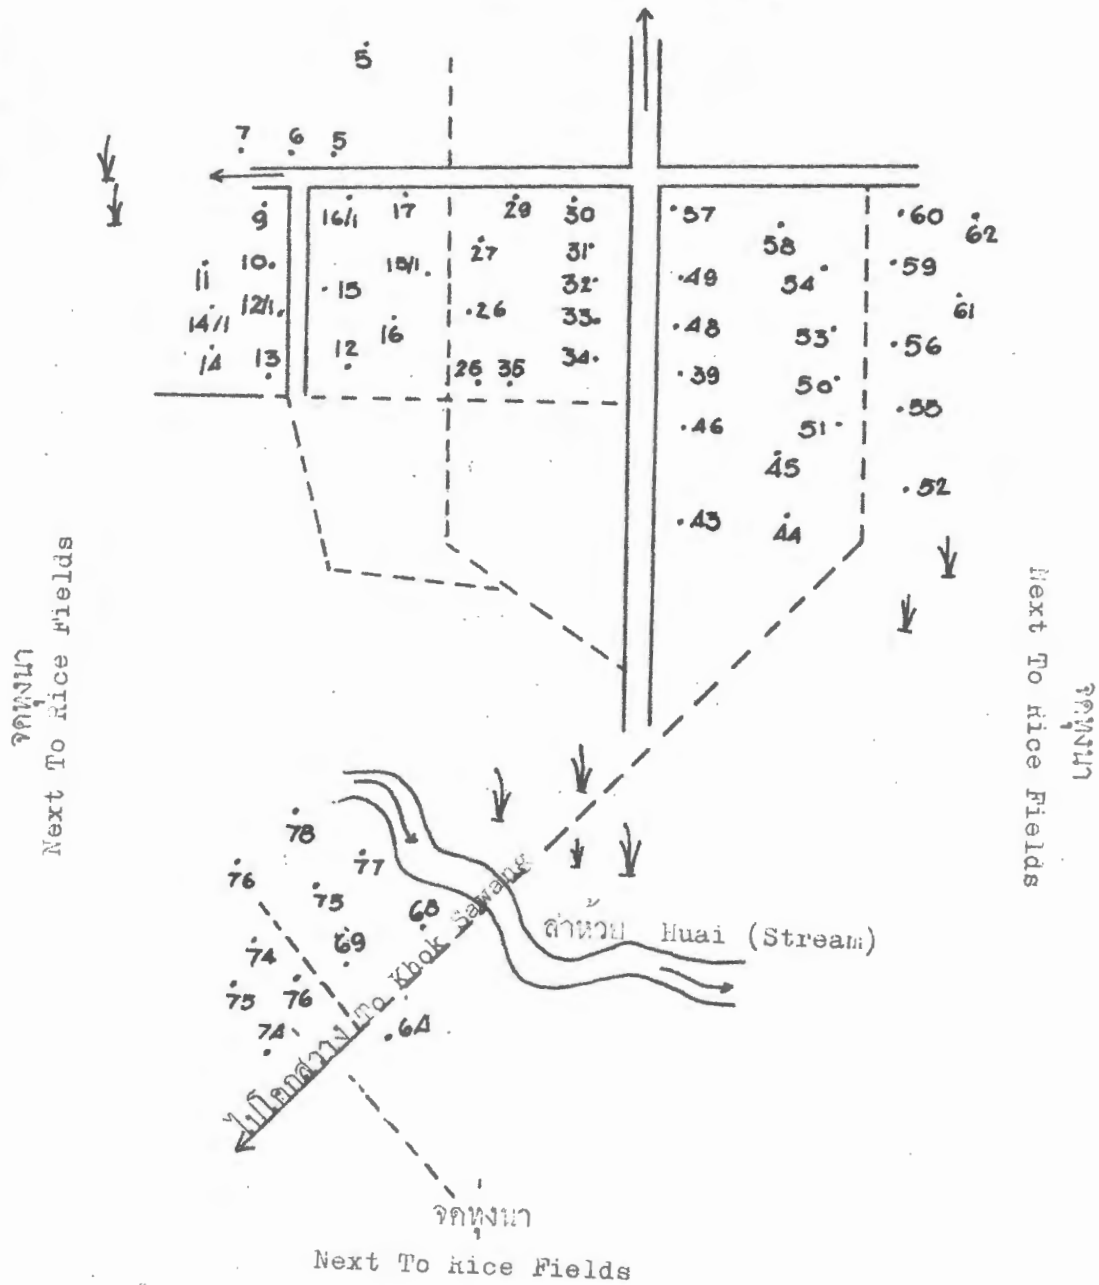 5
7 6 5
9 16/1 17 29 30 .37 .60 62
58
27 31
11 10 18/1 .49 54 .59
15 32
12/1 .26 61
14/1 16 33 .48 53 .56
14 13 12 25 35 34 .39 50
.55
.46 51
45
.52
.43 44
จดทุ่งนา
Next To Rice Fields
Next To Rice Fields
จดทุ่งนา
78
77
76 75
68
69
74
75 76
74 .64
ลำห้วย Huai (Stream)
ไปโคกสว่าง To Khok Sawang
จดทุ่งนา
Next To Rice Fields